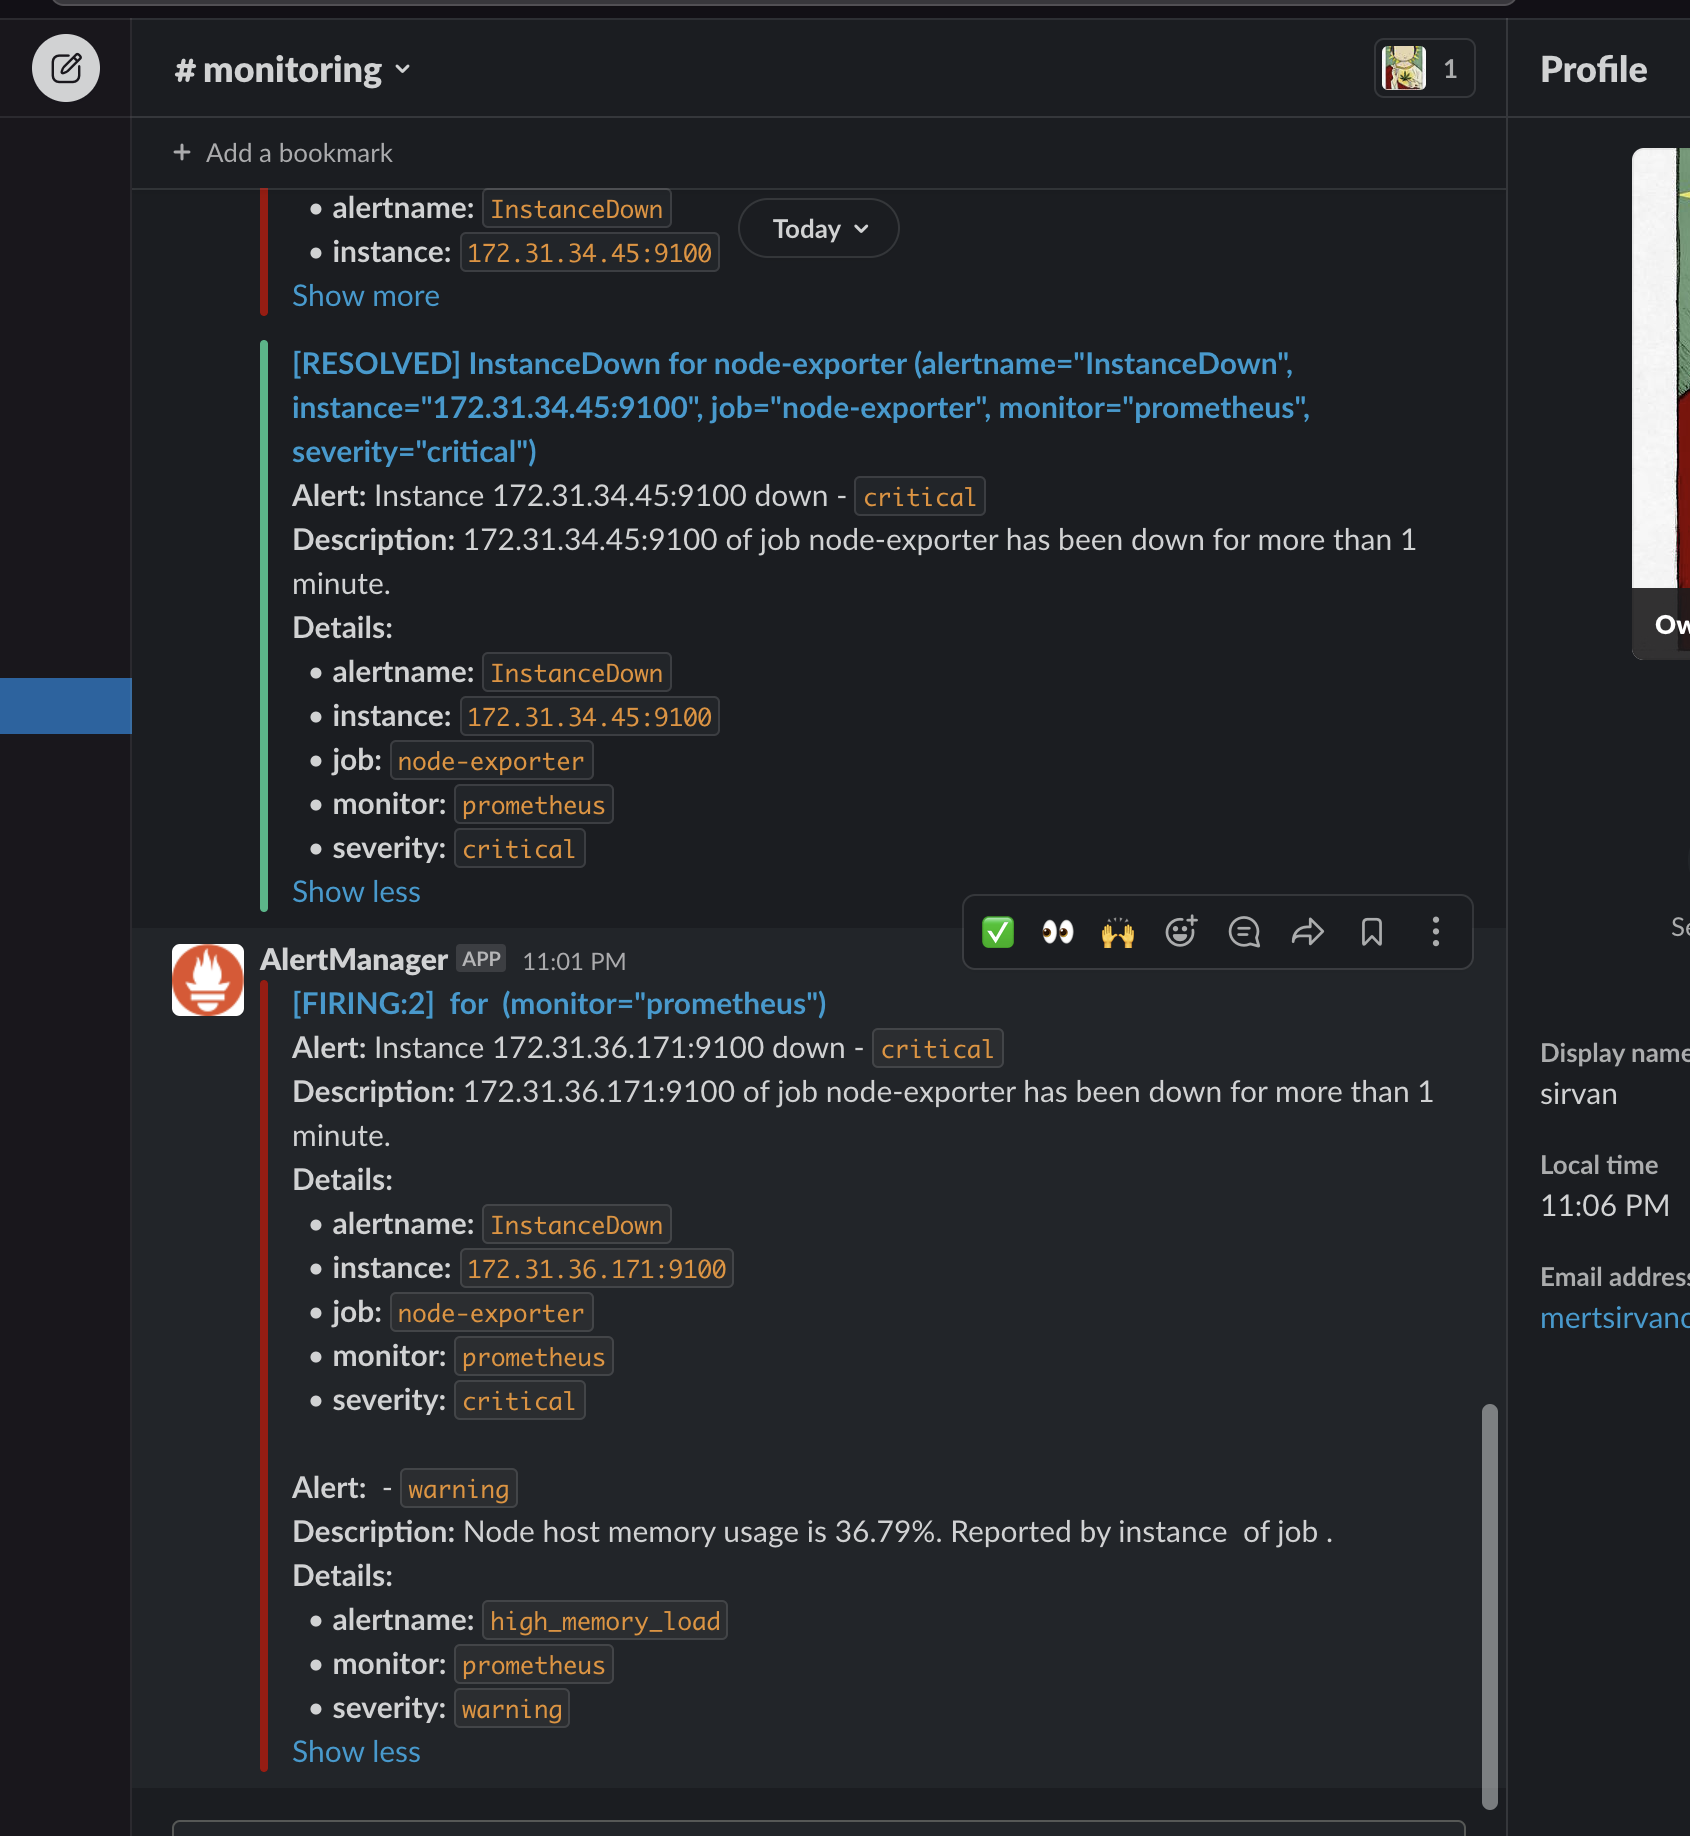 # monitoring
1
Profile
+ Add a bookmark
• alertname: InstanceDown
Today
• instance: 172.31.34.45:9100
Show more
[RESOLVED] InstanceDown for node-exporter (alertname="InstanceDown",
instance="172.31.34.45:9100", job="node-exporter", monitor="prometheus",
severity="critical")
Alert: Instance 172.31.34.45:9100 down - critical
Description: 172.31.34.45:9100 of job node-exporter has been down for more than 1
minute.
Details:
• alertname: InstanceDown
• instance: 172.31.34.45:9100
• job: node-exporter
• monitor: prometheus
• severity: critical
Show less
AlertManager APP 11:01 PM
[FIRING:2] for (monitor="prometheus")
Alert: Instance 172.31.36.171:9100 down - critical
Description: 172.31.36.171:9100 of job node-exporter has been down for more than 1
minute.
Details:
• alertname: InstanceDown
• instance: 172.31.36.171:9100
• job: node-exporter
• monitor: prometheus
• severity: critical
Alert: - warning
Description: Node host memory usage is 36.79%. Reported by instance of job .
Details:
• alertname: high_memory_load
• monitor: prometheus
• severity: warning
Show less
Display name
sirvan
Local time
11:06 PM
Email address